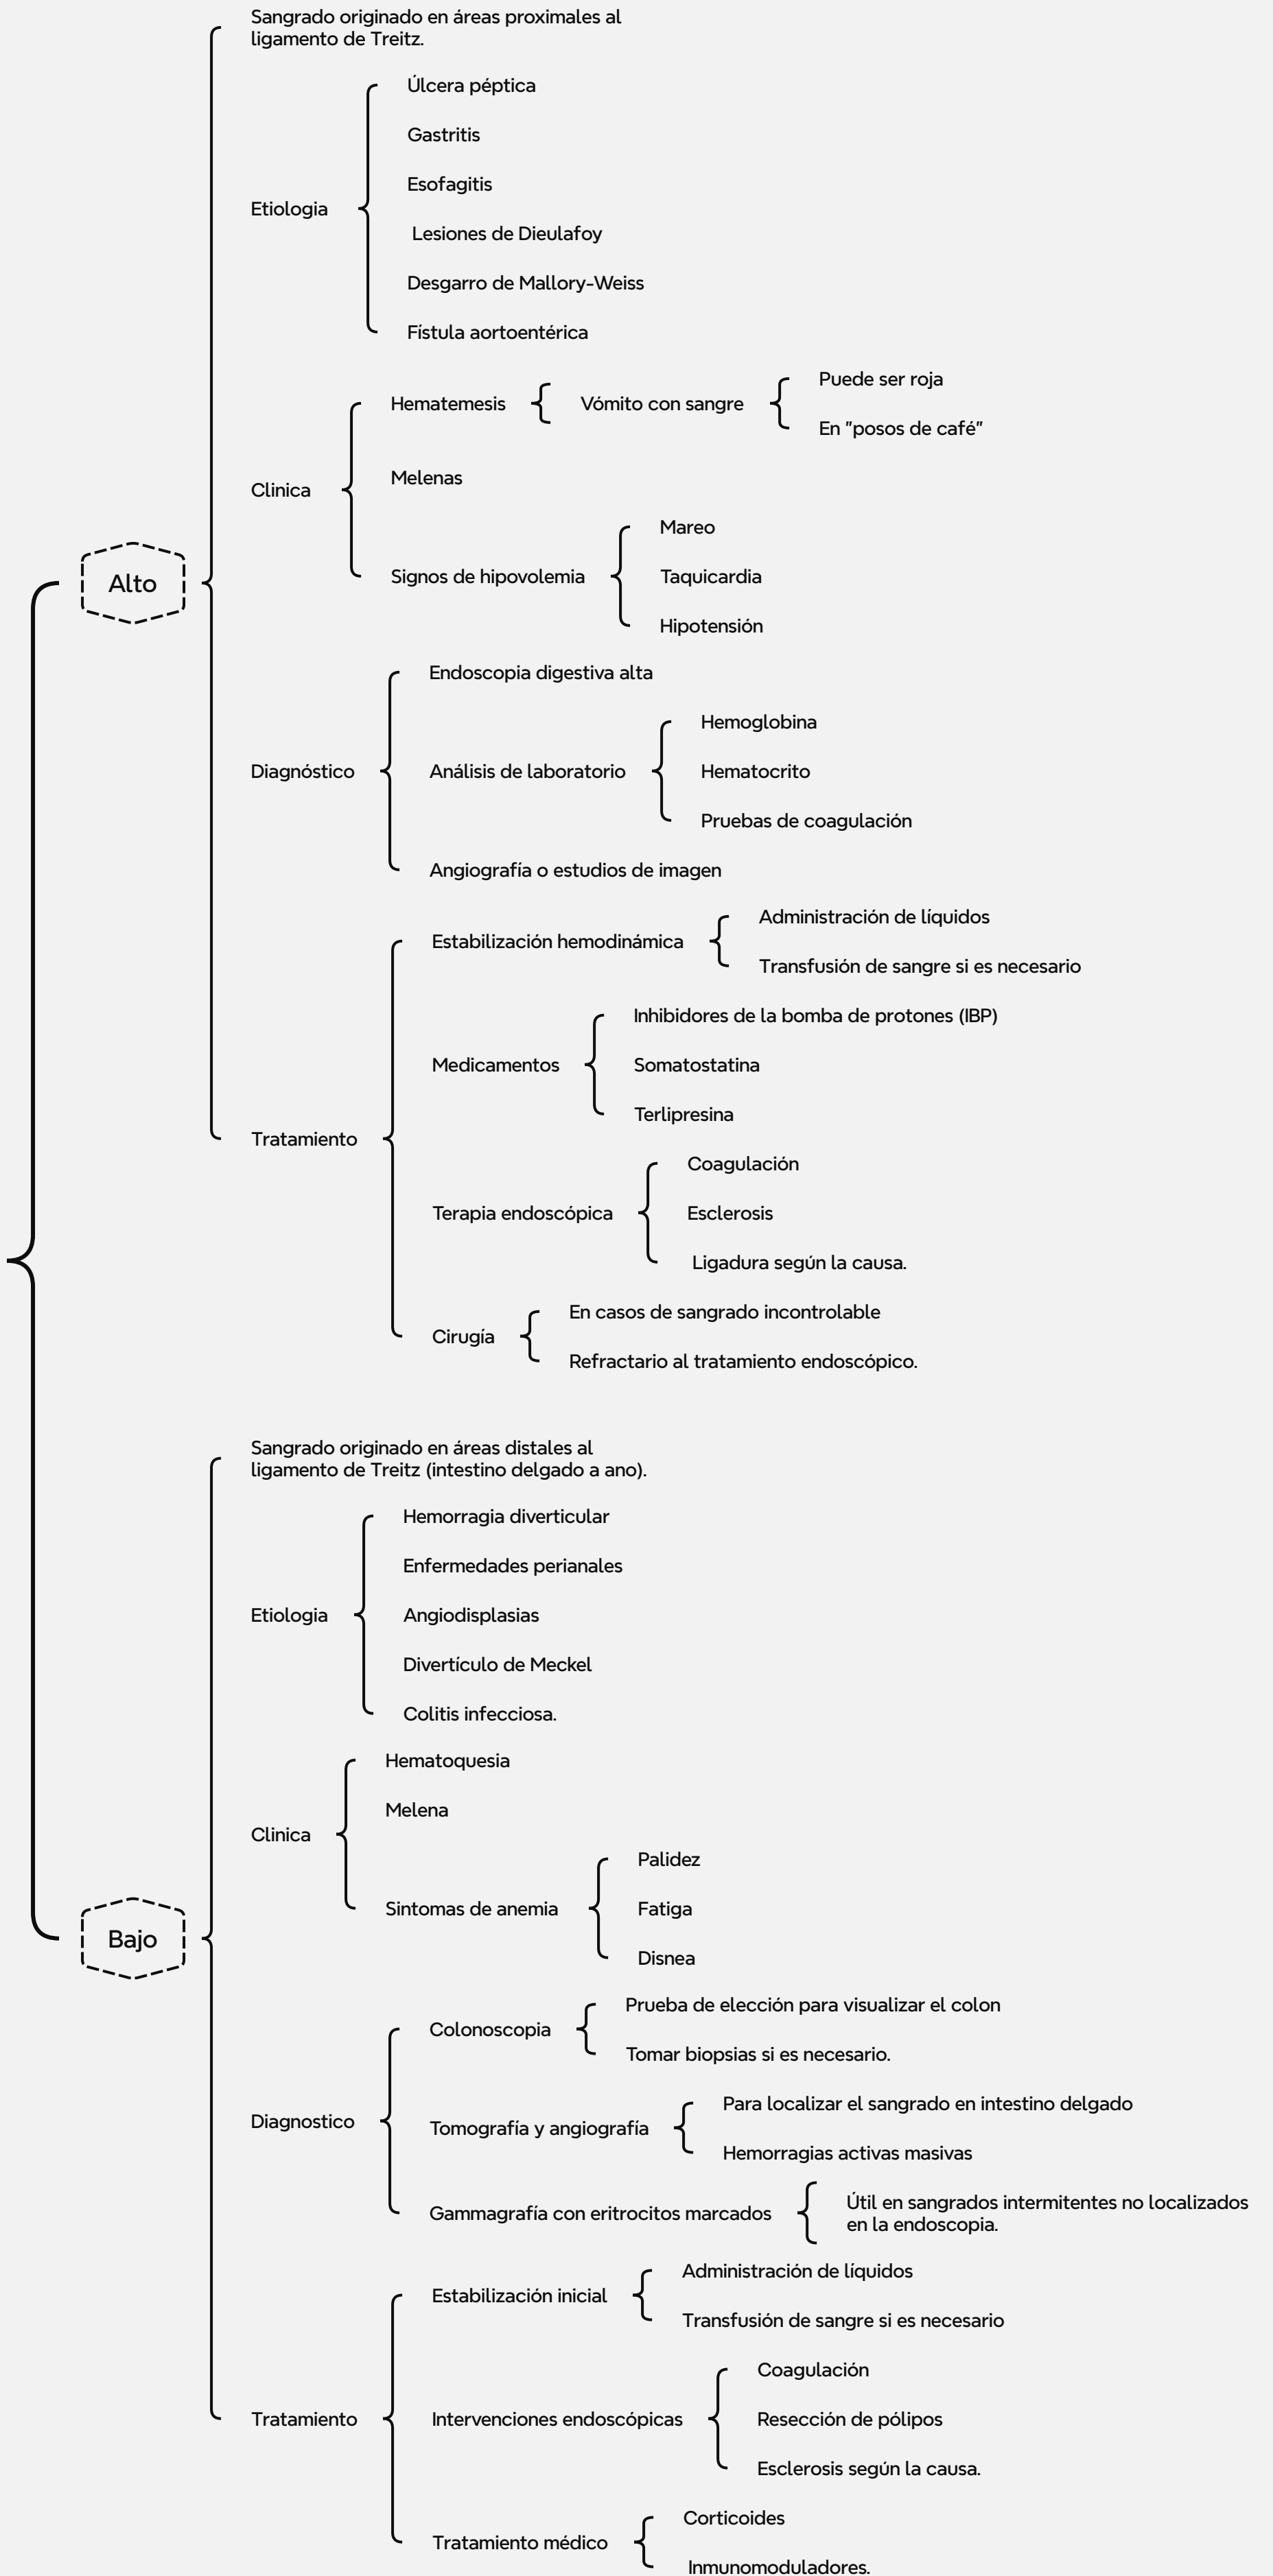 Alto
Sangrado originado en áreas proximales al
ligamento de Treitz.
Etiologia
Úlcera péptica
Gastritis
Esofagitis
Lesiones de Dieulafoy
Desgarro de Mallory-Weiss
Fístula aortoentérica
Clinica
Hematemesis
Vómito con sangre
Puede ser roja
En "posos de café"
Melenas
Signos de hipovolemia
Mareo
Taquicardia
Hipotensión
Diagnóstico
Endoscopia digestiva alta
Análisis de laboratorio
Hemoglobina
Hematocrito
Pruebas de coagulación
Angiografía o estudios de imagen
Tratamiento
Estabilización hemodinámica
Administración de líquidos
Transfusión de sangre si es necesario
Medicamentos
Inhibidores de la bomba de protones (IBP)
Somatostatina
Terlipresina
Terapia endoscópica
Coagulación
Esclerosis
Ligadura según la causa.
Cirugía
En casos de sangrado incontrolable
Refractario al tratamiento endoscópico.
Bajo
Sangrado originado en áreas distales al
ligamento de Treitz (intestino delgado a ano).
Etiologia
Hemorragia diverticular
Enfermedades perianales
Angiodisplasias
Divertículo de Meckel
Colitis infecciosa.
Clinica
Hematoquesia
Melena
Sintomas de anemia
Palidez
Fatiga
Disnea
Diagnostico
Colonoscopia
Prueba de elección para visualizar el colon
Tomar biopsias si es necesario.
Tomografía y angiografía
Para localizar el sangrado en intestino delgado
Hemorragias activas masivas
Gammagrafía con eritrocitos marcados
Útil en sangrados intermitentes no localizados
en la endoscopia.
Tratamiento
Estabilización inicial
Administración de líquidos
Transfusión de sangre si es necesario
Intervenciones endoscópicas
Coagulación
Resección de pólipos
Esclerosis según la causa.
Tratamiento médico
Corticoides
Inmunomoduladores.